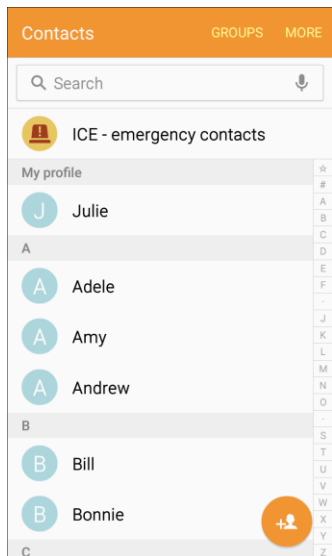 Contacts GROUPS MORE
Search
ICE - emergency contacts
My profile
J Julie
A
A Adele
A Amy
A Andrew
B
B Bill
B Bonnie
C
☆
#
A
B
C
D
E
F
·
J
K
L
M
N
O
·
S
T
U
V
W
X
Y
Z